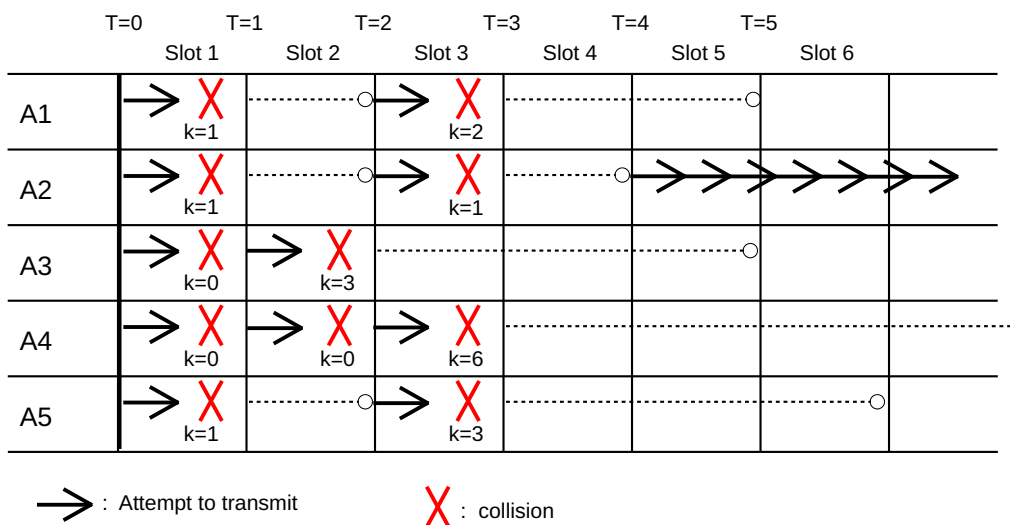 T=0 T=1 T=2 T=3 T=4 T=5
Slot 1 Slot 2 Slot 3 Slot 4 Slot 5 Slot 6
A1
k=1 k=2
A2
k=1 k=1
A3
k=0 k=3
A4
k=0 k=0 k=6
A5
k=1 k=3
: Attempt to transmit : collision